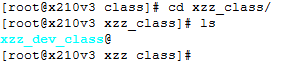 [root@x210v3 class]# cd xzz_class/
[root@x210v3 xzz_class]# ls
xzz_dev_class@
[root@x210v3 xzz_class]#